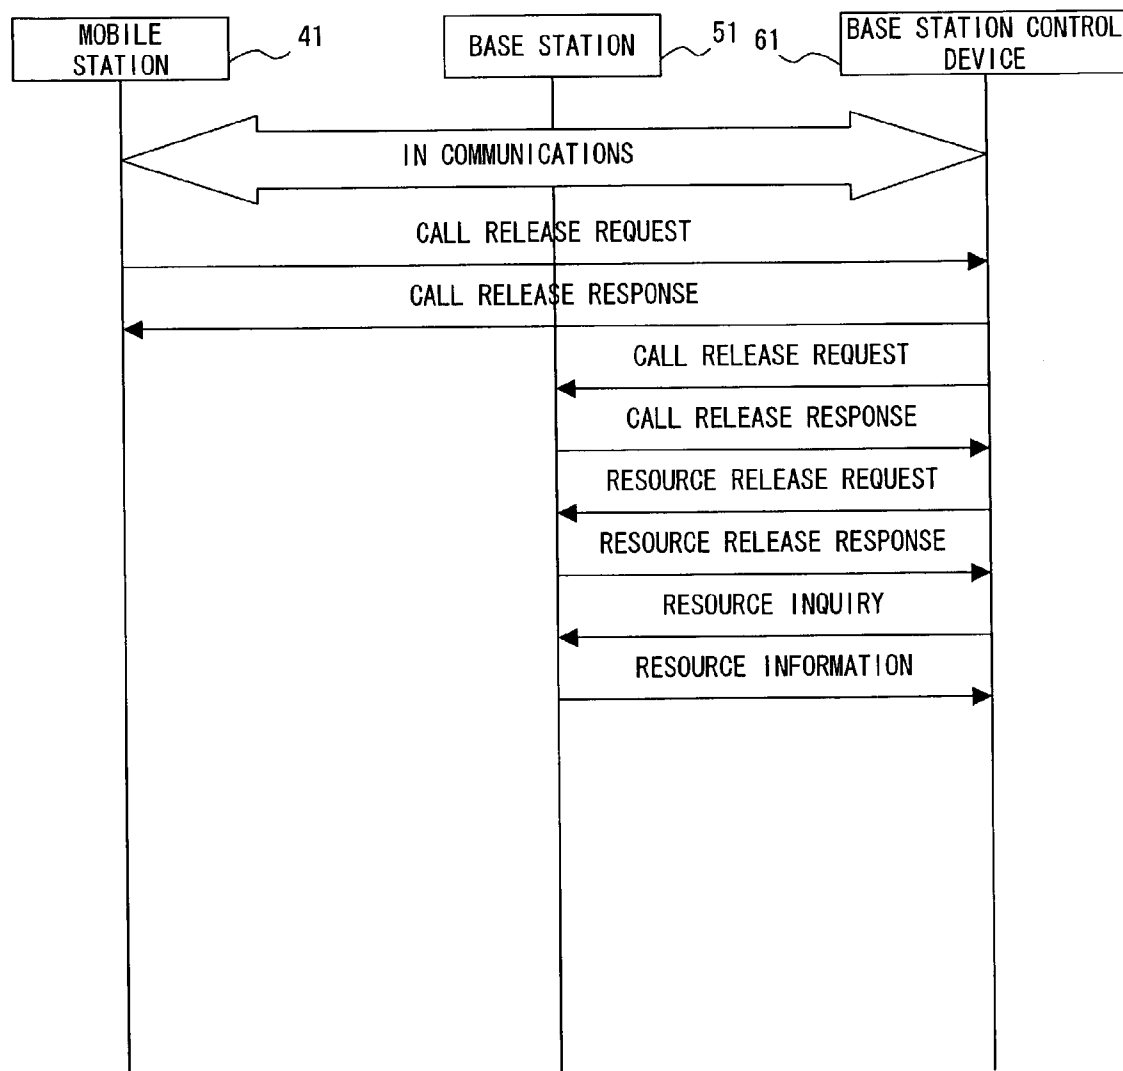 MOBILE
STATION
41
BASE STATION
51
61
BASE STATION CONTROL
DEVICE
IN COMMUNICATIONS
CALL RELEASE REQUEST
CALL RELEASE RESPONSE
CALL RELEASE REQUEST
CALL RELEASE RESPONSE
RESOURCE RELEASE REQUEST
RESOURCE RELEASE RESPONSE
RESOURCE INQUIRY
RESOURCE INFORMATION